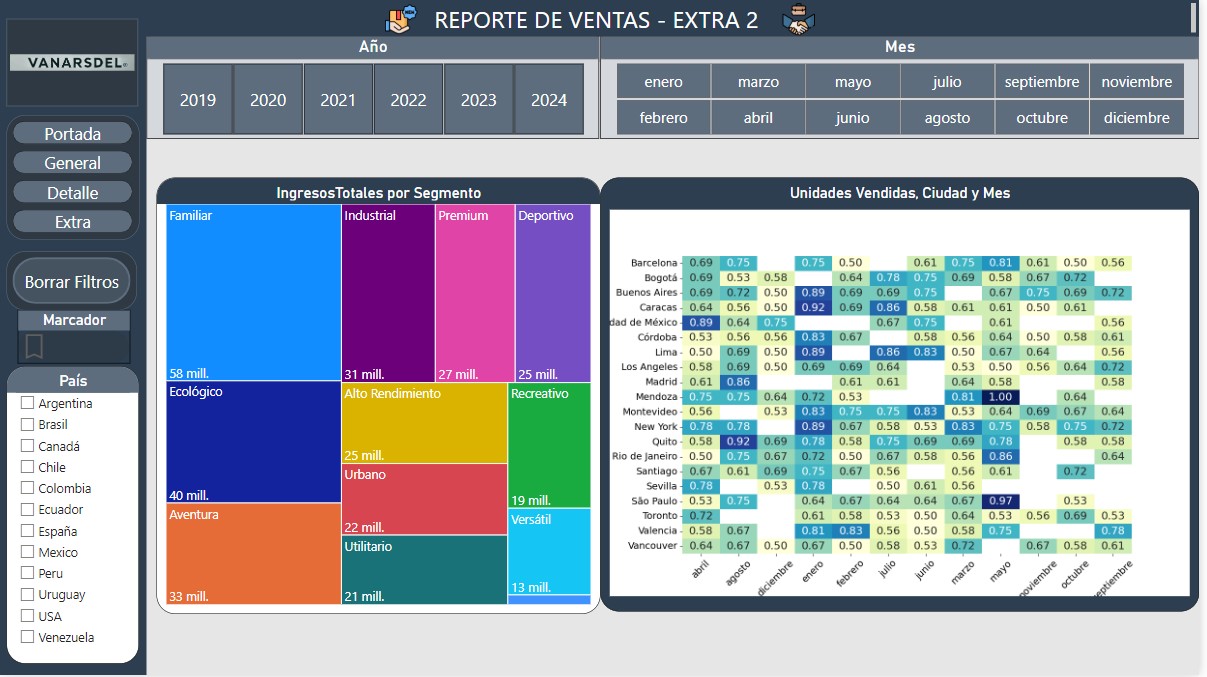 REPORTE DE VENTAS - EXTRA 2
VANARSDEL
Año
Mes
2019 2020 2021 2022 2023 2024
enero marzo mayo julio septiembre noviembre
febrero abril junio agosto octubre diciembre
Portada
General
Detalle
Extra
Borrar Filtros
Marcador
País
Argentina
Brasil
Canadá
Chile
Colombia
Ecuador
España
Mexico
Peru
Uruguay
USA
Venezuela
IngresosTotales por Segmento
Familiar
58 mill.
Ecológico
40 mill.
Aventura
33 mill.
Industrial
31 mill.
Premium
27 mill.
Deportivo
25 mill.
Alto Rendimiento
25 mill.
Urbano
22 mill.
Utilitario
21 mill.
Recreativo
19 mill.
Versátil
13 mill.
Unidades Vendidas, Ciudad y Mes
Barcelona 0.69 0.75 0.75 0.50 0.61 0.75 0.81 0.61 0.50 0.56
Bogotá 0.69 0.53 0.58 0.64 0.78 0.75 0.69 0.58 0.67 0.72
Buenos Aires 0.69 0.72 0.50 0.89 0.69 0.69 0.75 0.67 0.75 0.69 0.72
Caracas 0.64 0.56 0.50 0.92 0.69 0.86 0.58 0.61 0.61 0.50 0.61
dad de México 0.89 0.64 0.75 0.67 0.75 0.61 0.56
Córdoba 0.53 0.56 0.56 0.83 0.67 0.58 0.56 0.64 0.50 0.58 0.61
Lima 0.50 0.69 0.50 0.89 0.86 0.83 0.50 0.67 0.64 0.56
Los Angeles 0.58 0.69 0.50 0.69 0.69 0.64 0.53 0.50 0.56 0.64 0.72
Madrid 0.61 0.86 0.61 0.61 0.64 0.58 0.58
Mendoza 0.75 0.75 0.64 0.72 0.53 0.81 1.00 0.64
Montevideo 0.56 0.53 0.83 0.75 0.75 0.83 0.53 0.64 0.69 0.67 0.64
New York 0.78 0.78 0.89 0.67 0.58 0.53 0.83 0.75 0.58 0.75 0.72
Quito 0.58 0.92 0.69 0.78 0.58 0.75 0.69 0.69 0.78 0.58 0.58
Rio de Janeiro 0.50 0.75 0.67 0.72 0.50 0.67 0.58 0.56 0.86 0.64
Santiago 0.67 0.61 0.69 0.75 0.67 0.56 0.56 0.61 0.72
Sevilla 0.78 0.53 0.78 0.50 0.61 0.56
São Paulo 0.53 0.75 0.64 0.67 0.64 0.64 0.67 0.97 0.53
Toronto 0.72 0.61 0.58 0.53 0.50 0.64 0.53 0.56 0.69 0.53
Valencia 0.58 0.67 0.81 0.83 0.56 0.50 0.58 0.75 0.78
Vancouver 0.64 0.67 0.50 0.67 0.50 0.58 0.53 0.72 0.67 0.58 0.61
abril agosto diciembre enero febrero julio junio marzo mayo noviembre octubre eptiembre